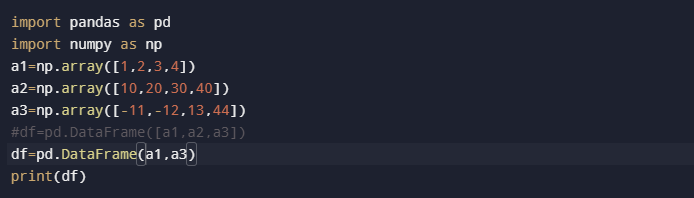 import pandas as pd
import numpy as np
a1=np.array([1,2,3,4])
a2=np.array([10,20,30,40])
a3=np.array([-11,-12,13,44])
#df=pd.DataFrame([a1,a2,a3])
df=pd.DataFrame(a1,a3)
print(df)